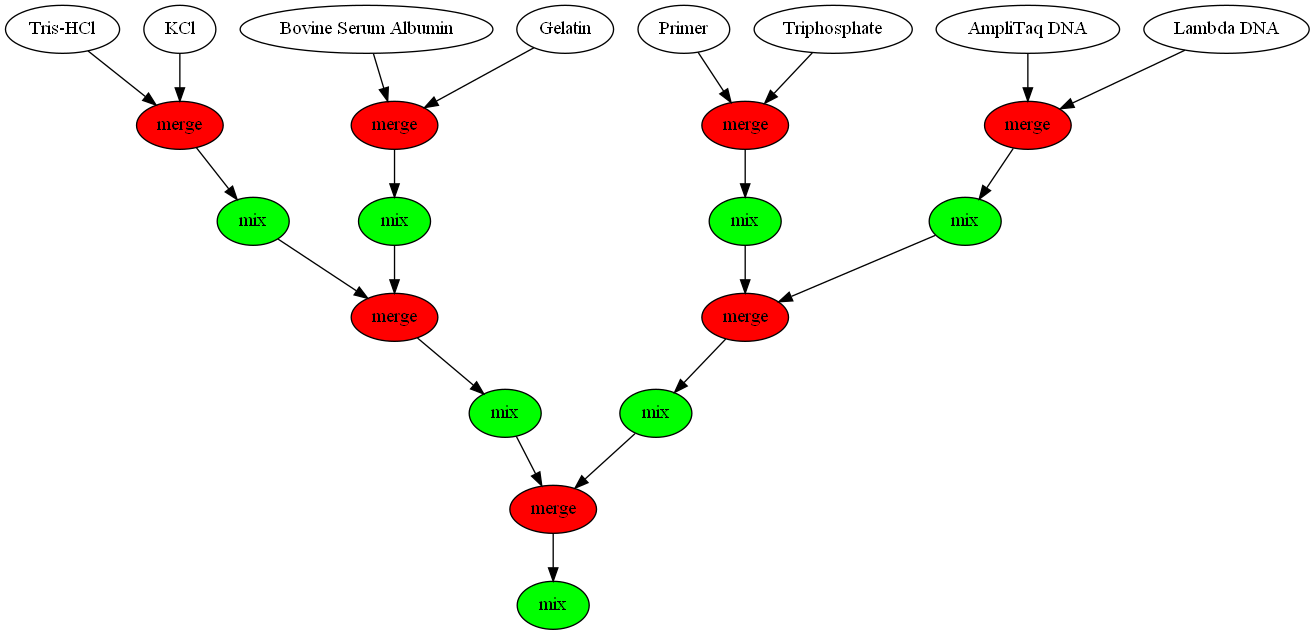 Tris-HCl
KCl
Bovine Serum Albumin
Gelatin
Primer
Triphosphate
AmpliTaq DNA
Lambda DNA
merge
merge
merge
merge
mix
mix
mix
mix
merge
merge
mix
mix
merge
mix